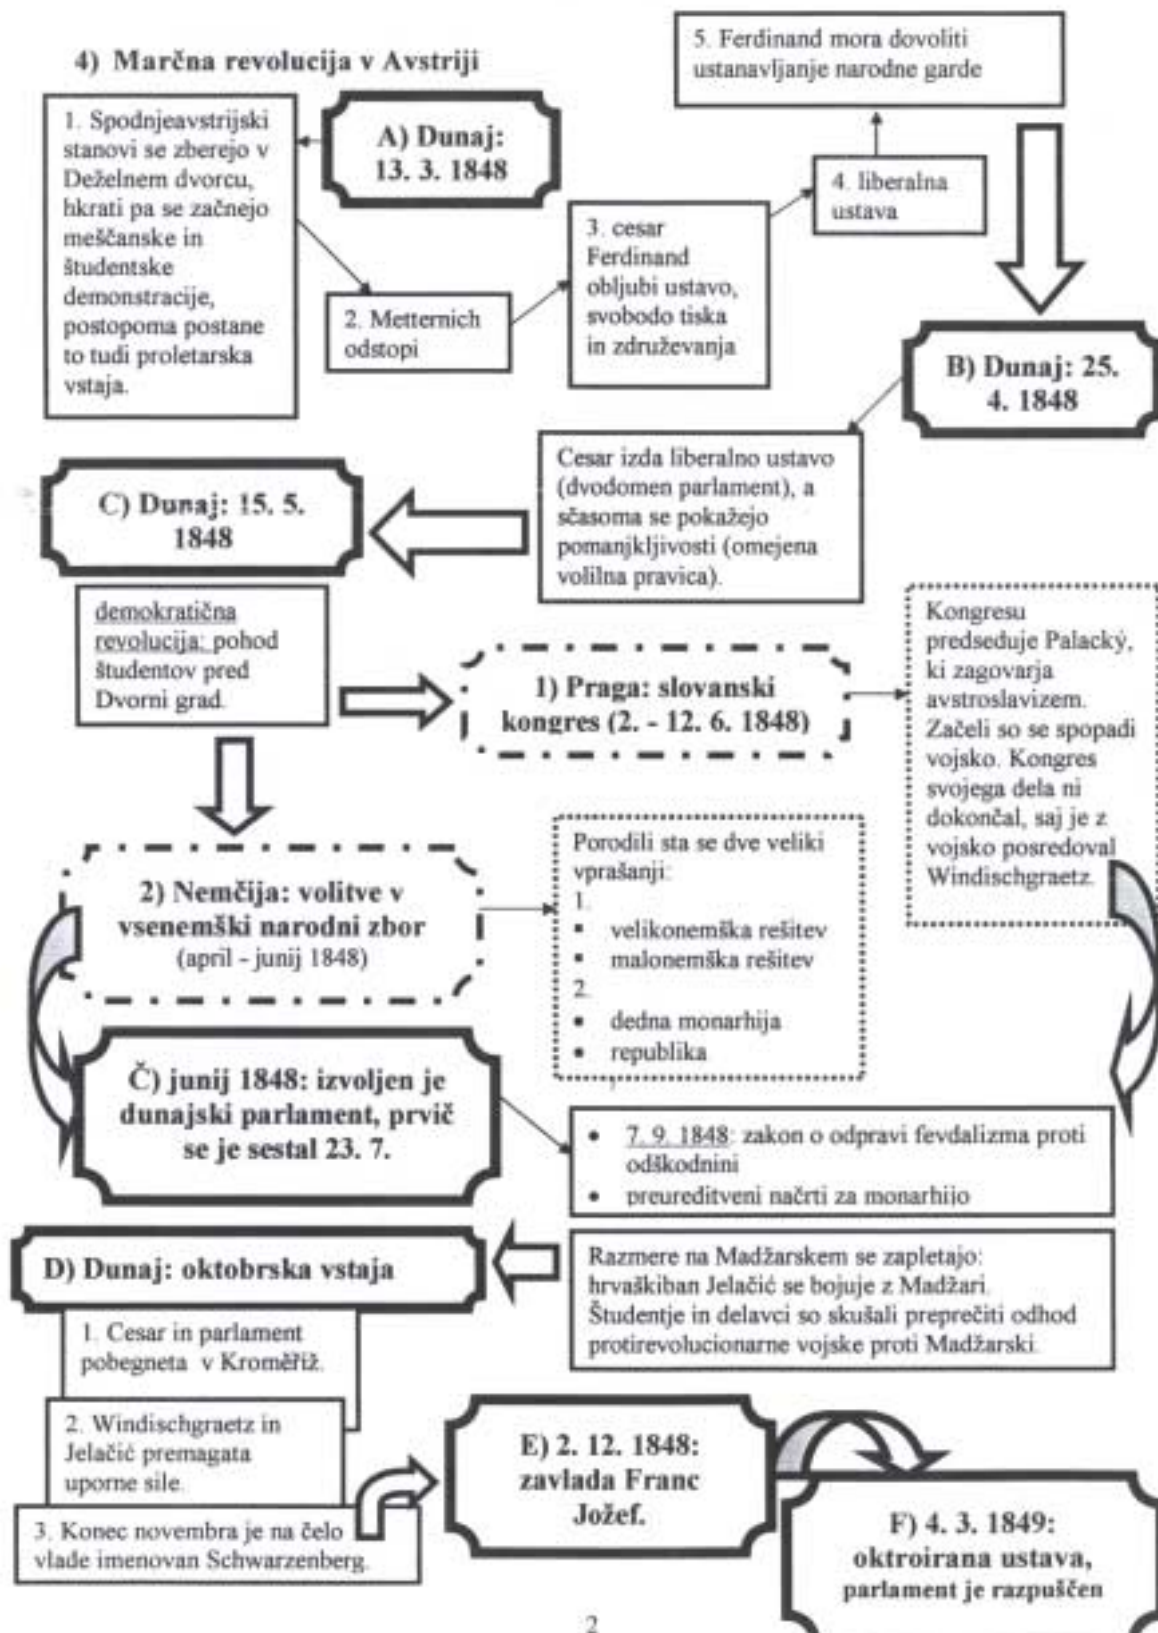 4) Marčna revolucija v Avstriji
5. Ferdinand mora dovoliti
ustanavljanje narodne garde
1. Spodnjeavstrijski
stanovi se zberejo v
Deželnem dvorcu,
hkrati pa se začnejo
meščanske in
študentske
demonstracije,
postopoma postane
to tudi proletarska
vstaja.
A) Dunaj:
13. 3. 1848
2. Metternich
odstopi
3. cesar
Ferdinand
obljubi ustavo,
svobodo tiska
in združevanja
4. liberalna
ustava
B) Dunaj: 25.
4. 1848
Cesar izda liberalno ustavo
(dvodomen parlament), a
sčasoma se pokažejo
pomanjkljivosti (omejena
volilna pravica).
C) Dunaj: 15. 5.
1848
demokratična
revolucija: pohod
študentov pred
Dvorni grad.
1) Praga: slovanski
kongres (2. - 12. 6. 1848)
Kongresu
predseduje Palacký,
ki zagovarja
avstroslavizem.
Začeli so se spopadi
vojsko. Kongres
svojega dela ni
dokončal, saj je z
vojsko posredoval
Windischgraetz.
2) Nemčija: volitve v
vsenemški narodni zbor
(april - junij 1848)
Porodili sta se dve veliki
vprašanji:
1.
▪ velikonemška rešitev
▪ malonemška rešitev
2.
▪ dedna monarhija
▪ republika
Č) junij 1848: izvoljen je
dunajski parlament, prvič
se je sestal 23. 7.
• 7. 9. 1848: zakon o odpravi fevdalizma proti
odškodnini
• preureditveni načrti za monarhijo
D) Dunaj: oktobrska vstaja
Razmere na Madžarskem se zapletajo:
hrvaškiban Jelačić se bojuje z Madžari.
Študentje in delavci so skušali preprečiti odhod
protirevolucionarne vojske proti Madžarski.
1. Cesar in parlament
pobegneta v Kroměříž.
2. Windischgraetz in
Jelačić premagata
uporne sile.
3. Konec novembra je na čelo
vlade imenovan Schwarzenberg.
E) 2. 12. 1848:
zavlada Franc
Jožef.
F) 4. 3. 1849:
oktroirana ustava,
parlament je razpuščen
2